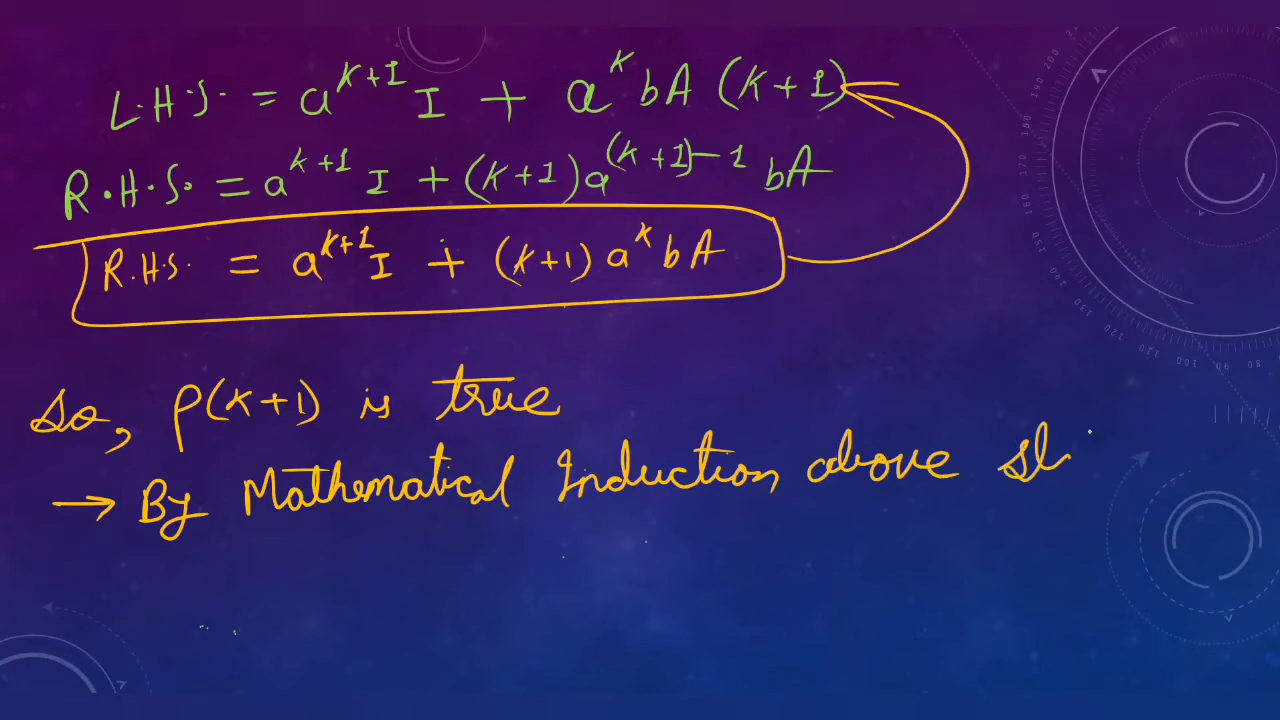 L.H.S. = a^{K+1} I + a^K bA (K+1)
R.H.S. = a^{K+1} I + (K+1) a^{(K+1)-1} bA
R.H.S. = a^{K+1} I + (K+1) a^K bA
So, P(K+1) is true
→ By Mathematical Induction above